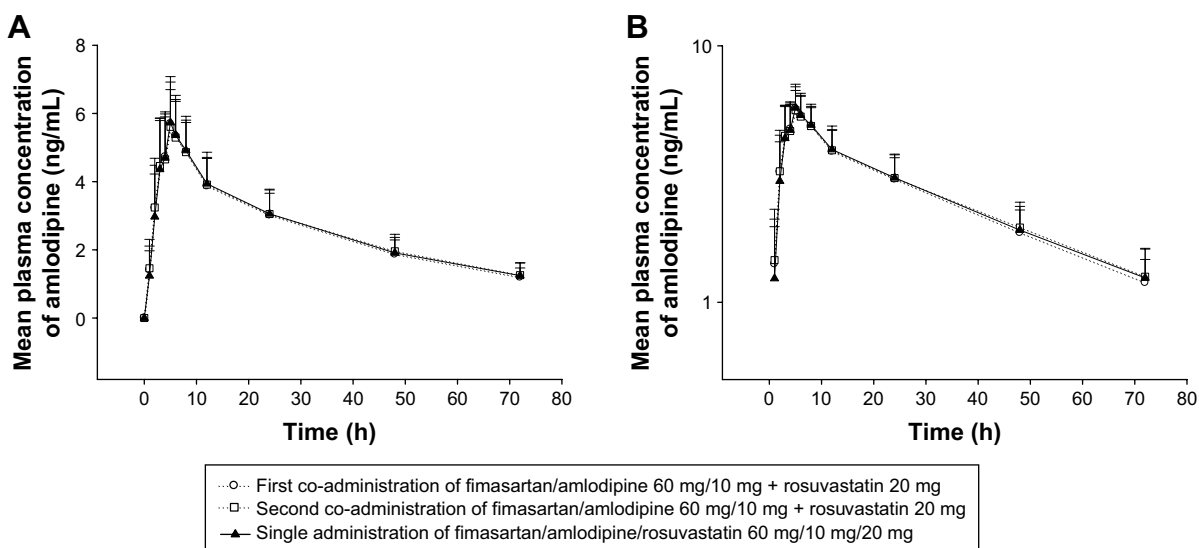 A
Mean plasma concentration
of amlodipine (ng/mL)
8
6
4
2
0
0 10 20 30 40 50 60 70 80
Time (h)
B
Mean plasma concentration
of amlodipine (ng/mL)
10
1
0 10 20 30 40 50 60 70 80
Time (h)
First co-administration of fimasartan/amlodipine 60 mg/10 mg + rosuvastatin 20 mg
Second co-administration of fimasartan/amlodipine 60 mg/10 mg + rosuvastatin 20 mg
Single administration of fimasartan/amlodipine/rosuvastatin 60 mg/10 mg/20 mg